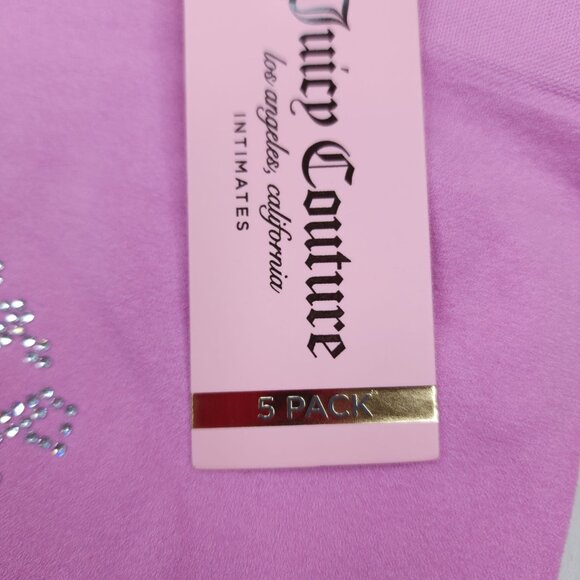 Juicy Couture
los angeles, california
INTIMATES
5 PACK